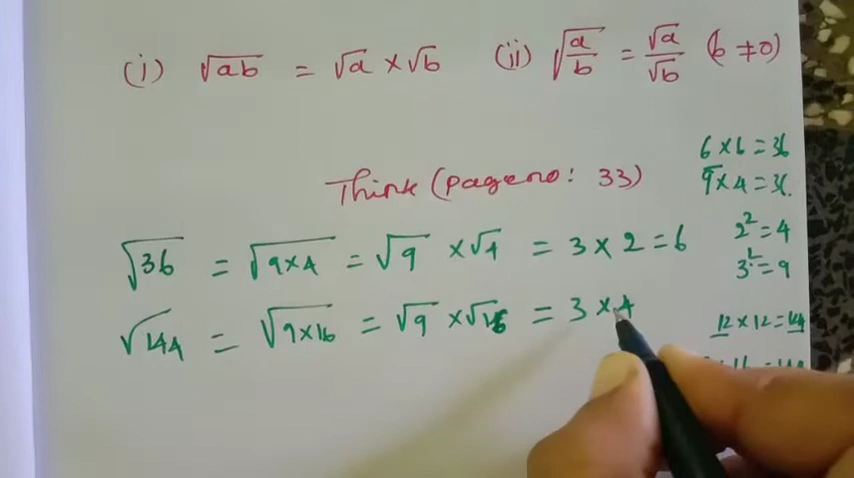 (i) √ab = √a × √b (ii) √a/b = √a/√b (b ≠ 0)
Think (page no: 33)
6 × 6 = 36
9 × 4 = 36.
√36 = √9×4 = √9 × √4 = 3 × 2 = 6
2² = 4
3² = 9
√144 = √9×16 = √9 × √16 = 3 × 4
12 × 12 = 144